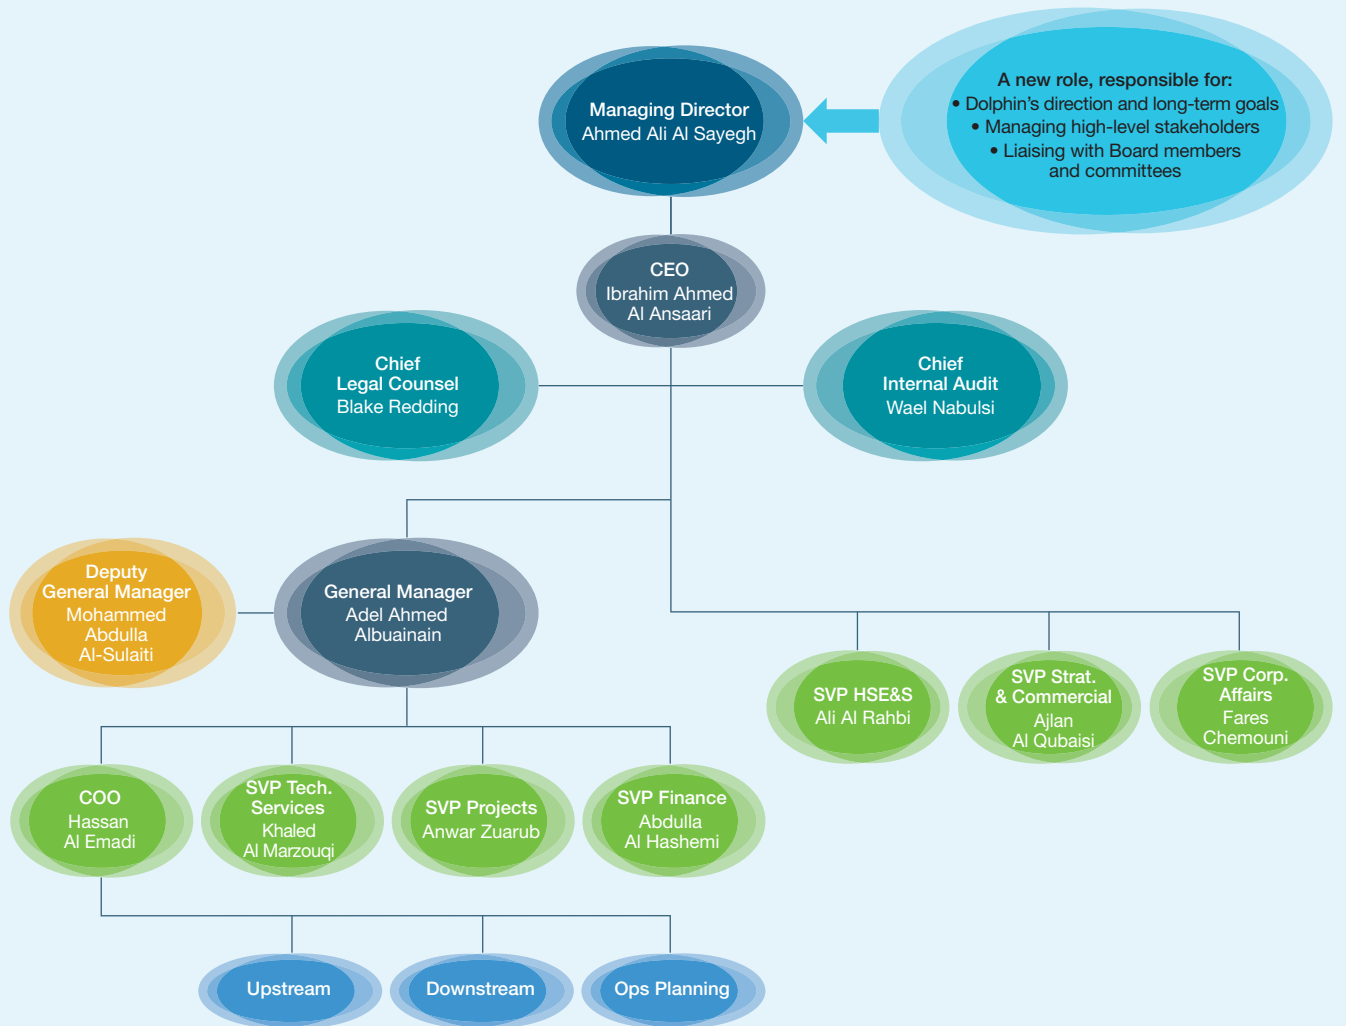 Managing Director
Ahmed Ali Al Sayegh
A new role, responsible for:
• Dolphin's direction and long-term goals
• Managing high-level stakeholders
• Liaising with Board members
and committees
CEO
Ibrahim Ahmed
Al Ansaari
Chief
Legal Counsel
Blake Redding
Chief
Internal Audit
Wael Nabulsi
Deputy
General Manager
Mohammed
Abdulla
Al-Sulaiti
General Manager
Adel Ahmed
Albuainain
SVP HSE&S
Ali Al Rahbi
SVP Strat.
& Commercial
Ajlan
Al Qubaisi
SVP Corp.
Affairs
Fares
Chemouni
COO
Hassan
Al Emadi
SVP Tech.
Services
Khaled
Al Marzouqi
SVP Projects
Anwar Zuarub
SVP Finance
Abdulla
Al Hashemi
Upstream
Downstream
Ops Planning